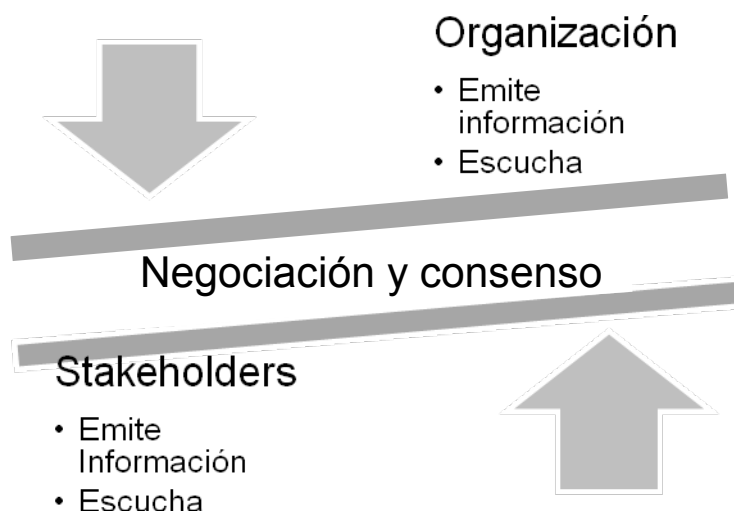 Organización
• Emite
información
• Escucha
Negociación y consenso
Stakeholders
• Emite
Información
• Escucha